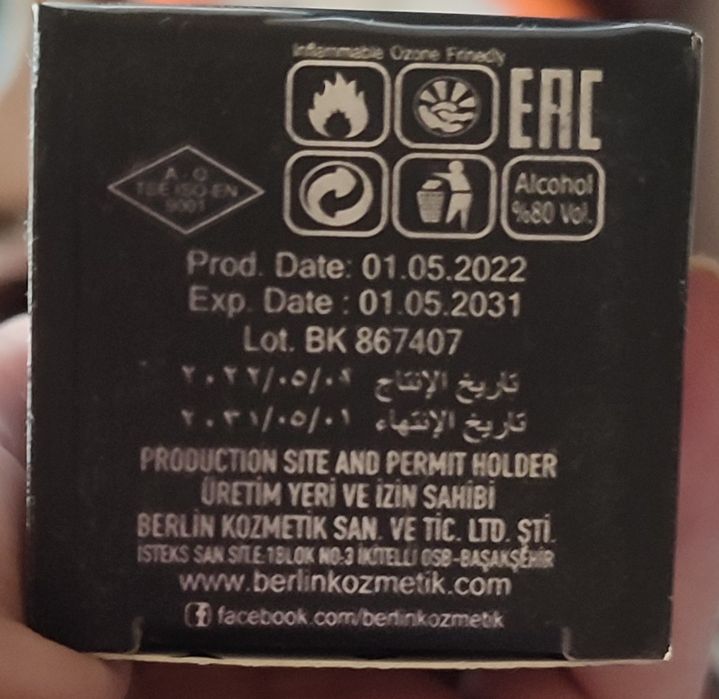 Inflammable Ozone Frinedly
EAC
A - Q
TSE-ISO-EN
9001
Alcohol
%80 Vol.
Prod. Date: 01.05.2022
Exp. Date : 01.05.2031
Lot. BK 867407
تاريخ الإنتاج ٢٠٢٢/٠٥/٠١
تاريخ الإنتهاء ٢٠٣١/٠٥/٠١
PRODUCTION SITE AND PERMIT HOLDER
ÜRETİM YERİ VE İZİN SAHİBİ
BERLİN KOZMETİK SAN. VE TİC. LTD. ŞTİ.
İSTEKS SAN SİTE.1BLOK NO.3 İKİTELLİ OSB-BAŞAKŞEHİR
www.berlinkozmetik.com
f facebook.com/berlinkozmetik